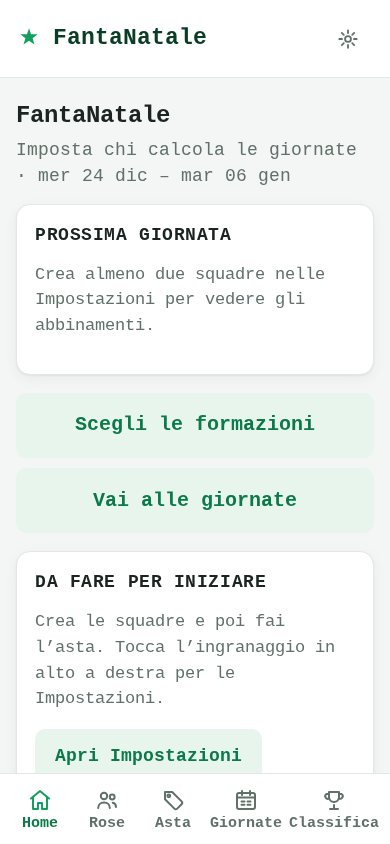 FantaNatale
FantaNatale
Imposta chi calcola le giornate
· mer 24 dic – mar 06 gen
PROSSIMA GIORNATA
Crea almeno due squadre nelle
Impostazioni per vedere gli
abbinamenti.
Scegli le formazioni
Vai alle giornate
DA FARE PER INIZIARE
Crea le squadre e poi fai
l’asta. Tocca l’ingranaggio in
alto a destra per le
Impostazioni.
Apri Impostazioni
Home Rose Asta Giornate Classifica